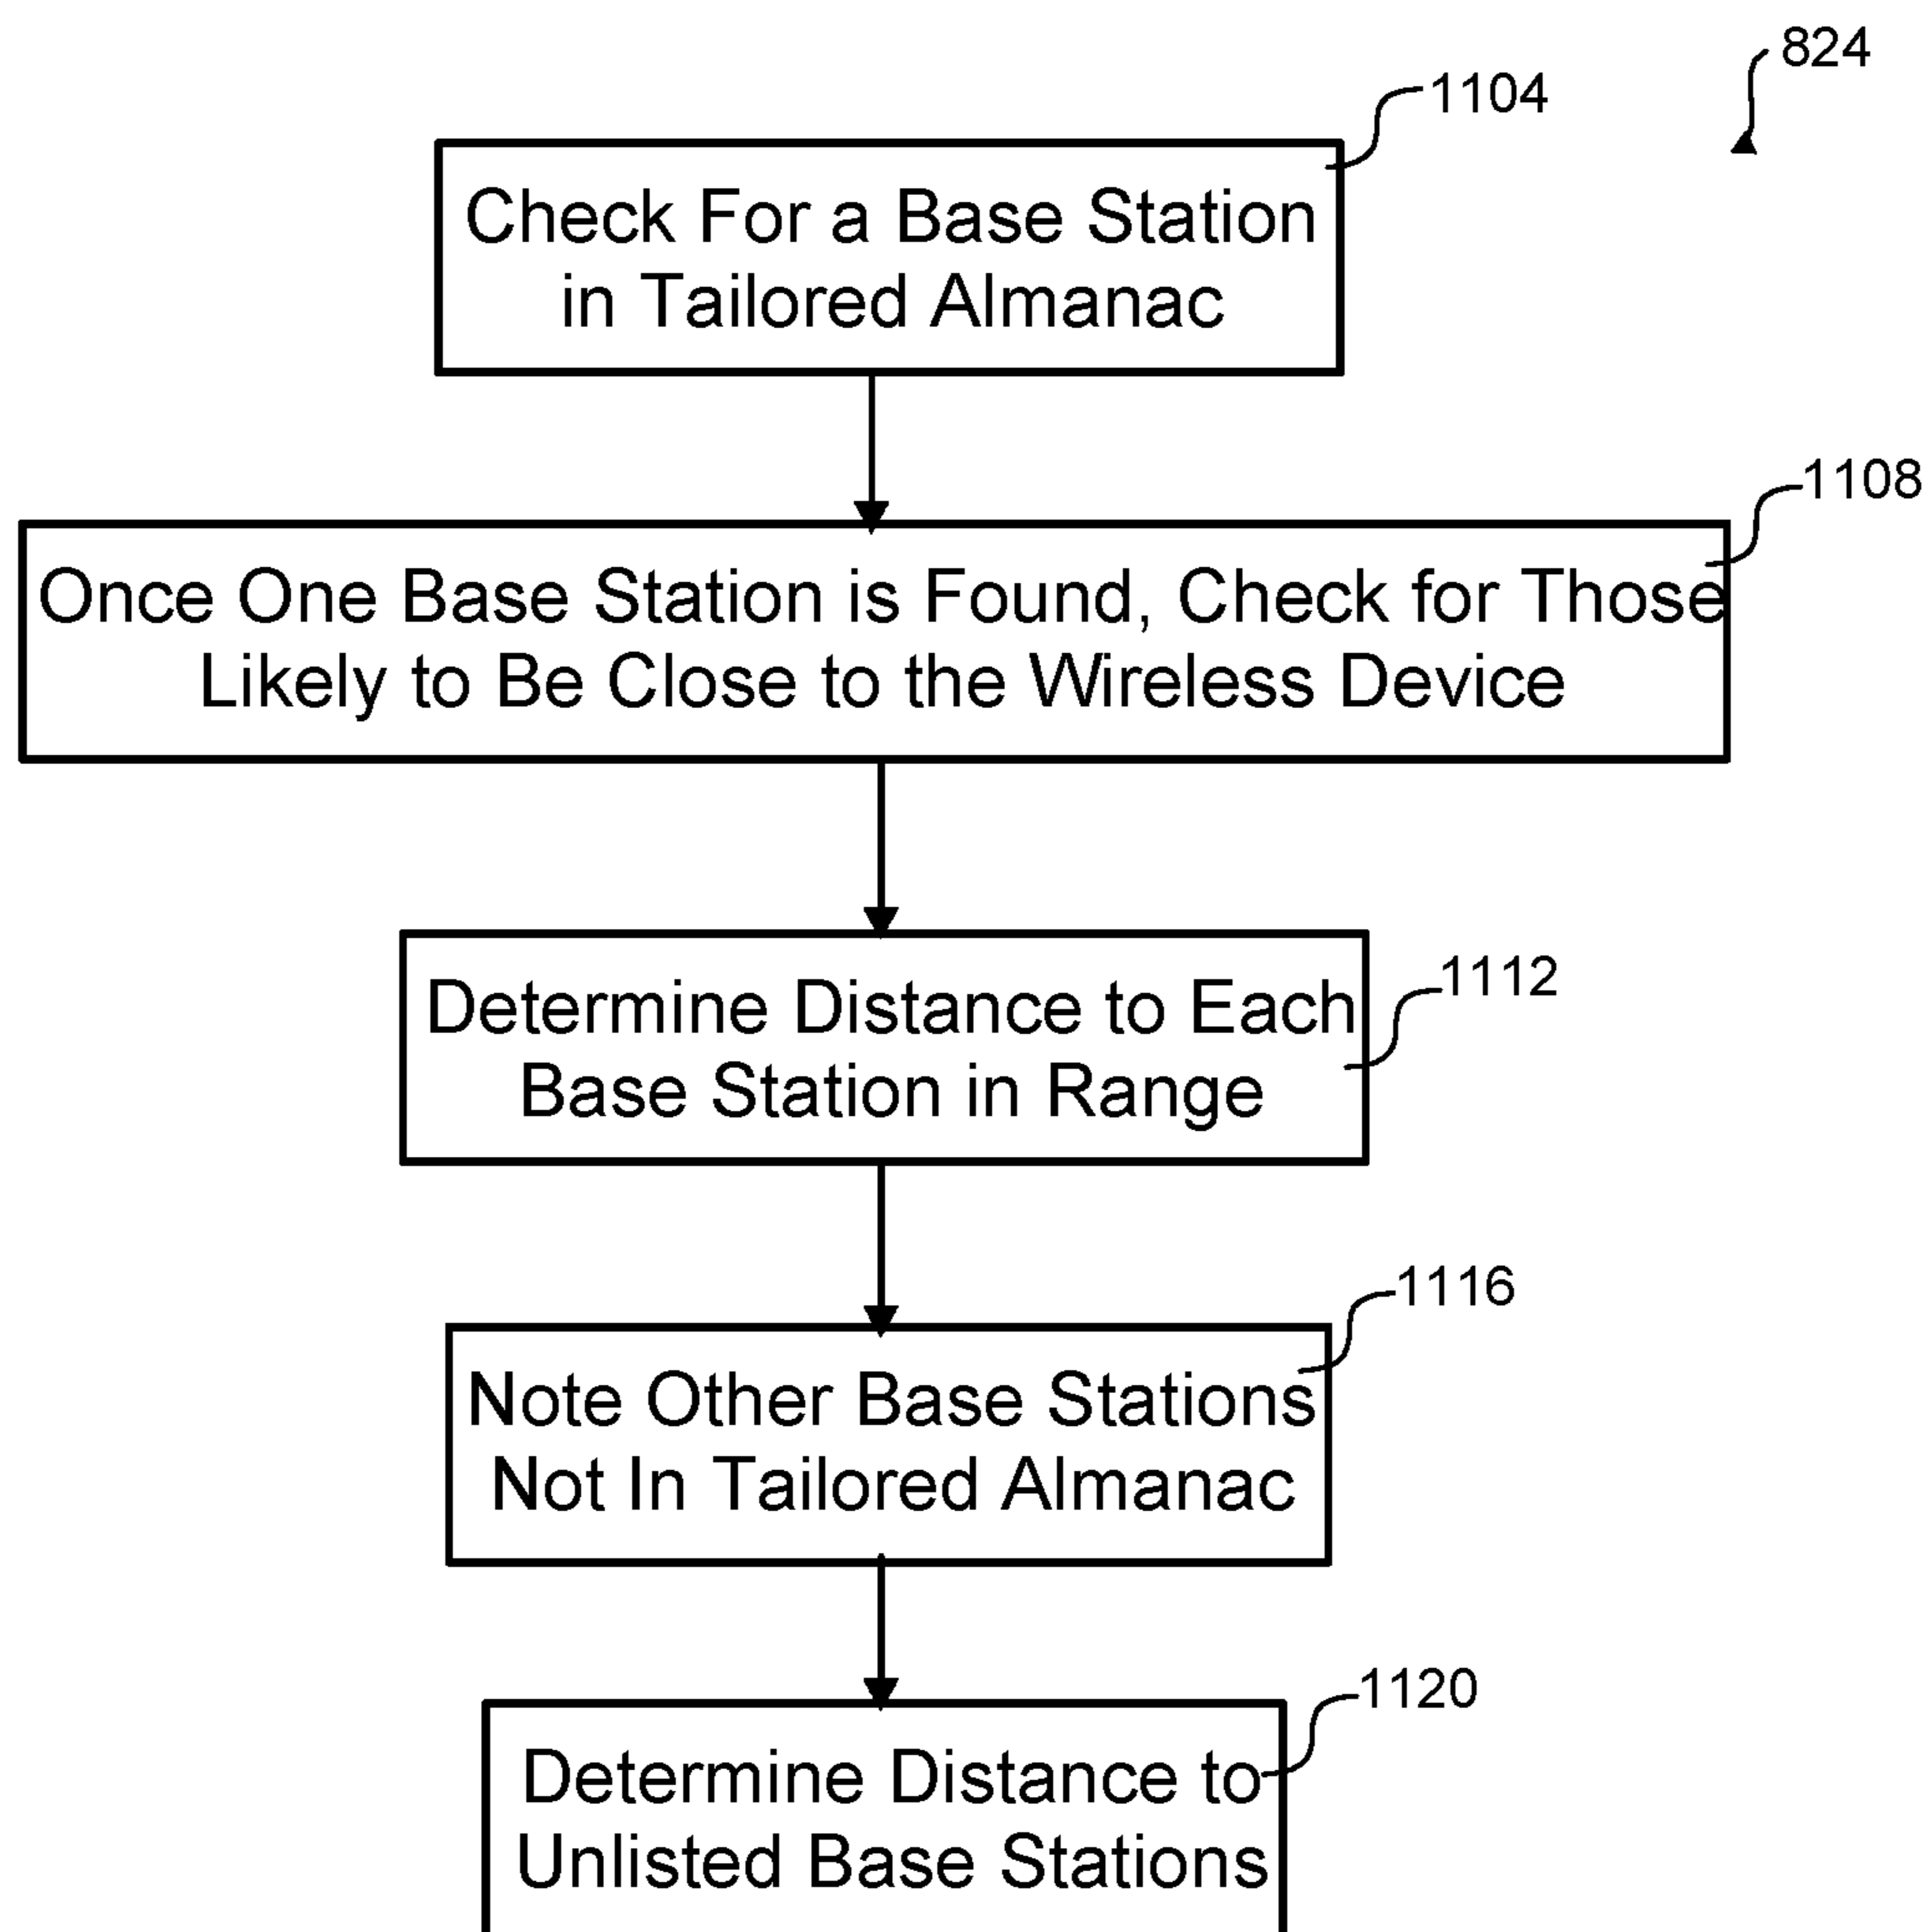 824
1104
Check For a Base Station
in Tailored Almanac
1108
Once One Base Station is Found, Check for Those
Likely to Be Close to the Wireless Device
1112
Determine Distance to Each
Base Station in Range
1116
Note Other Base Stations
Not In Tailored Almanac
1120
Determine Distance to
Unlisted Base Stations